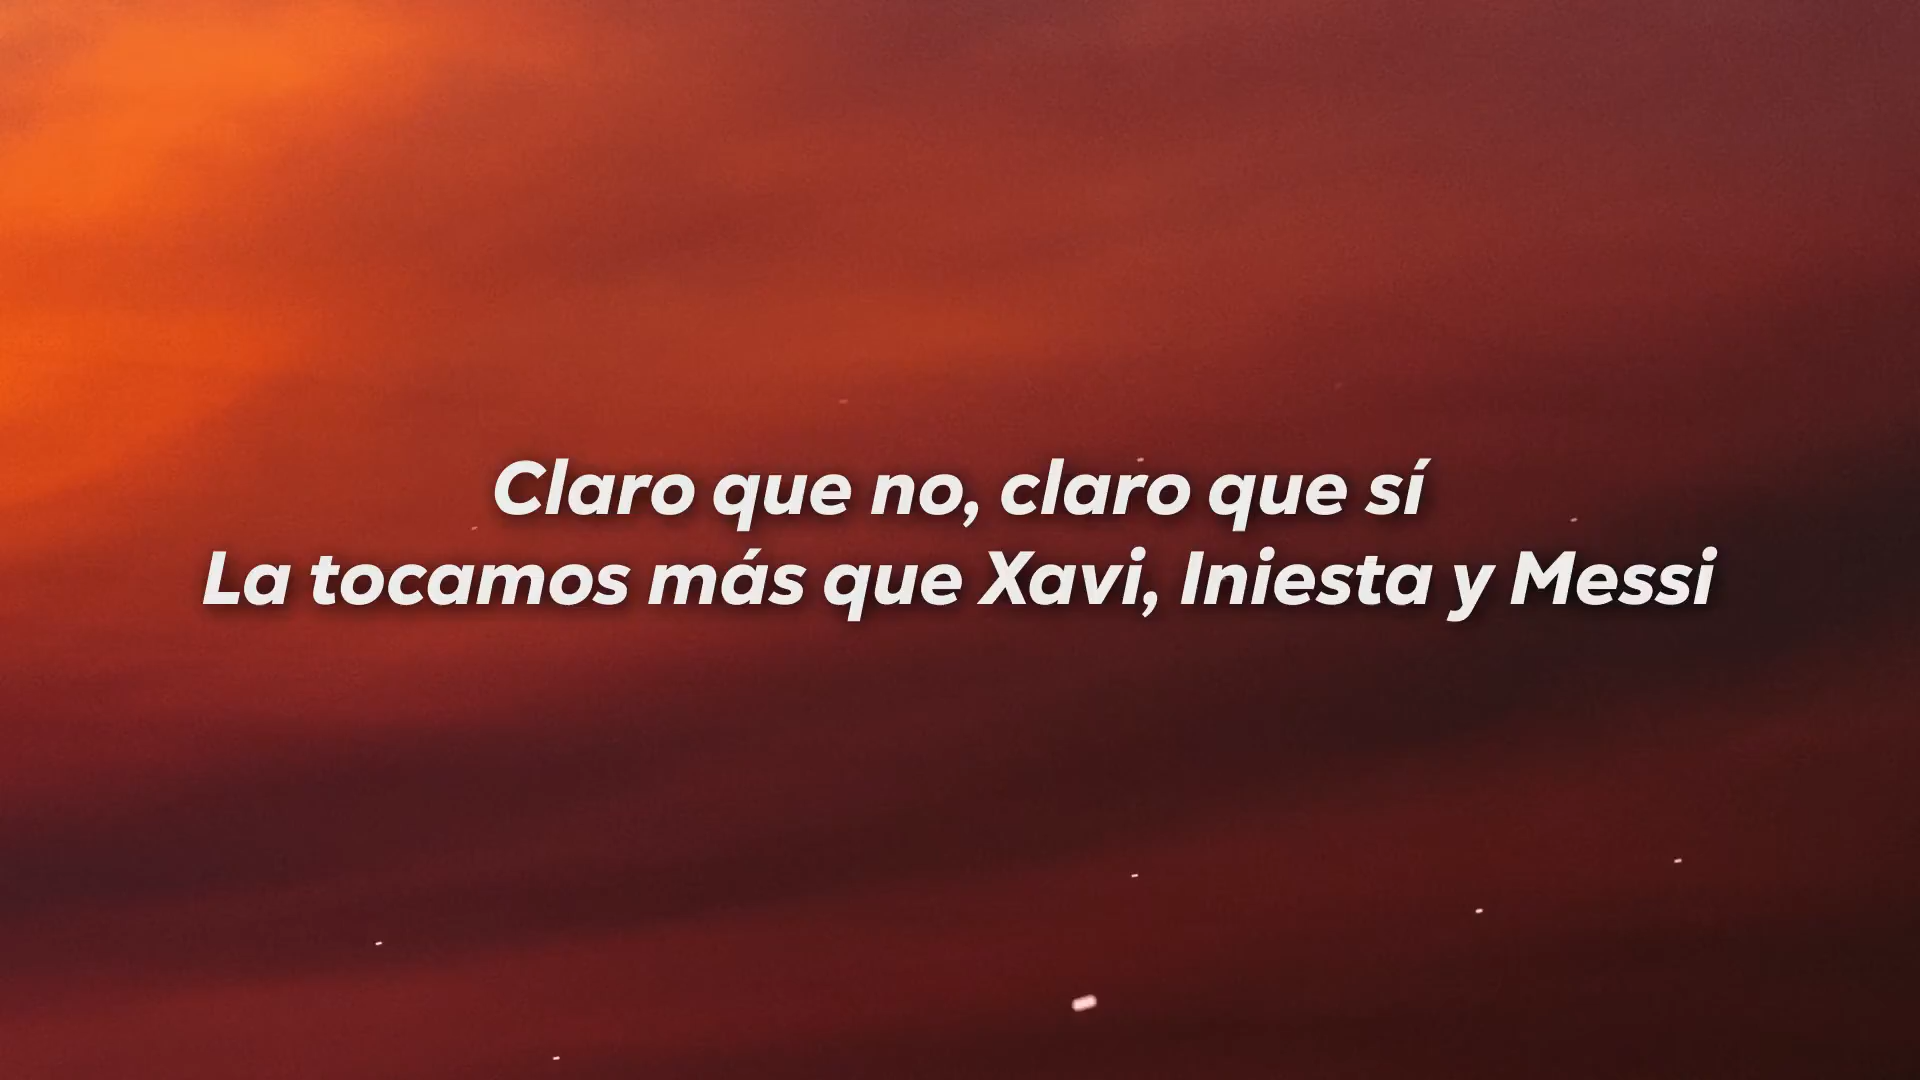 Claro que no, claro que sí
La tocamos más que Xavi, Iniesta y Messi